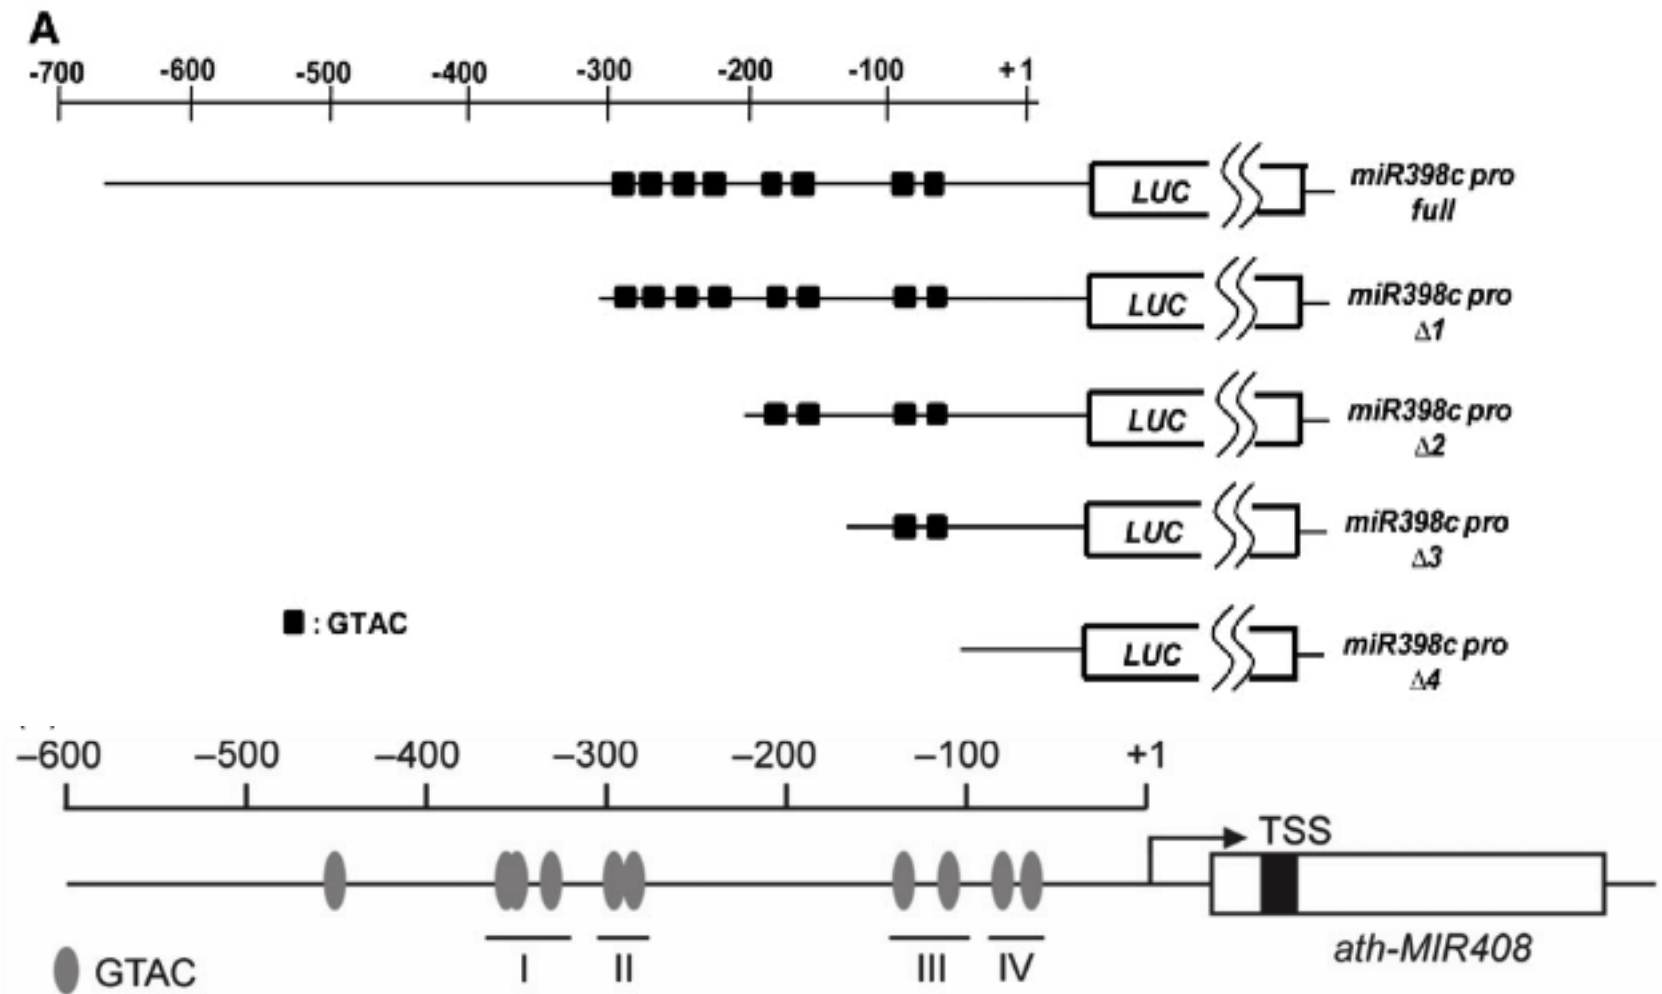 A
-700 -600 -500 -400 -300 -200 -100 +1
LUC miR398c pro
full
LUC miR398c pro
Δ1
LUC miR398c pro
Δ2
LUC miR398c pro
Δ3
■ : GTAC
LUC miR398c pro
Δ4
–600 –500 –400 –300 –200 –100 +1
TSS
GTAC I II III IV ath-MIR408